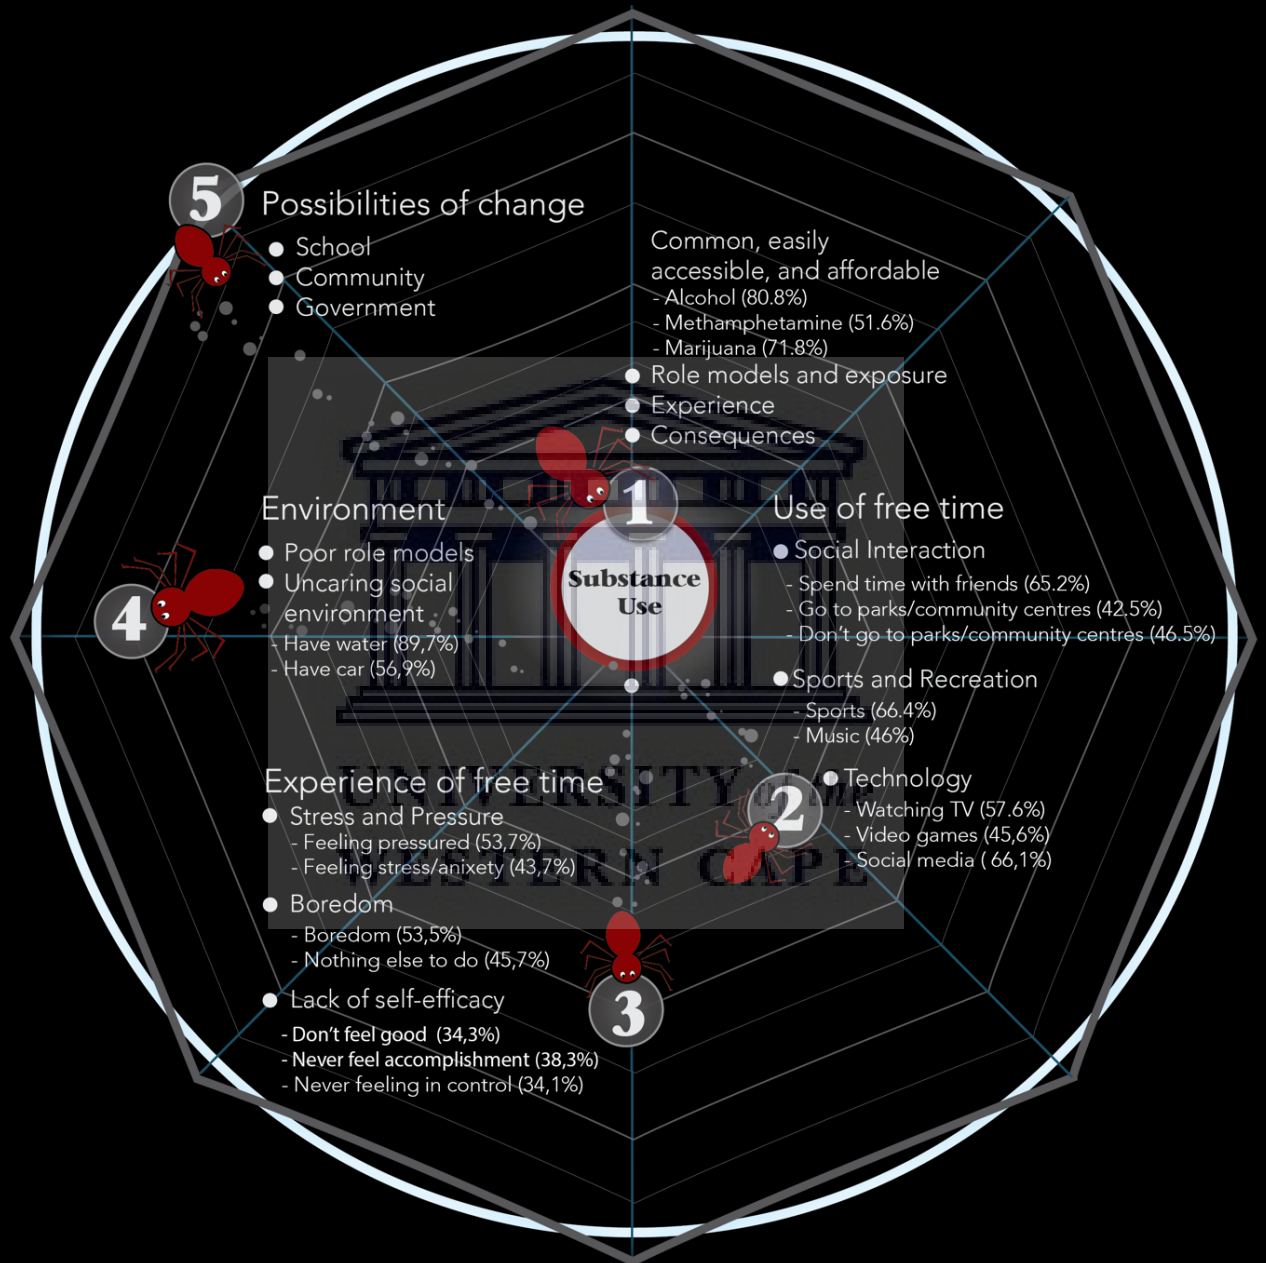 5
Possibilities of change
School
Community
Government
Common, easily
accessible, and affordable
- Alcohol (80.8%)
- Methamphetamine (51.6%)
- Marijuana (71.8%)
Role models and exposure
Experience
Consequences
1
Substance
Use
Use of free time
Social Interaction
- Spend time with friends (65.2%)
- Go to parks/community centres (42.5%)
- Don't go to parks/community centres (46.5%)
Sports and Recreation
- Sports (66.4%)
- Music (46%)
2
Technology
- Watching TV (57.6%)
- Video games (45,6%)
- Social media ( 66,1%)
4
Environment
Poor role models
Uncaring social
environment
- Have water (89,7%)
- Have car (56,9%)
Experience of free time
Stress and Pressure
- Feeling pressured (53,7%)
- Feeling stress/anixety (43,7%)
Boredom
- Boredom (53,5%)
- Nothing else to do (45,7%)
Lack of self-efficacy
- Don't feel good (34,3%)
- Never feel accomplishment (38,3%)
- Never feeling in control (34,1%)
3
UNIVERSITY of the
WESTERN CAPE